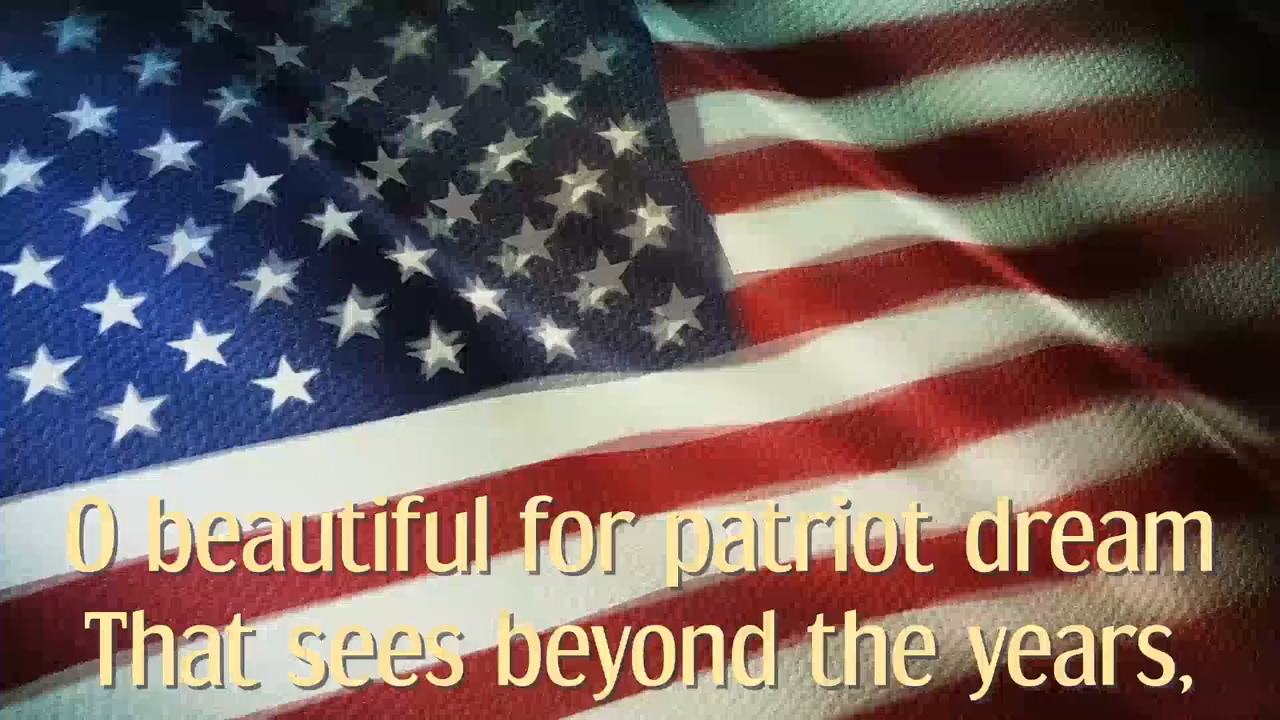 O beautiful for patriot dream
That sees beyond the years,